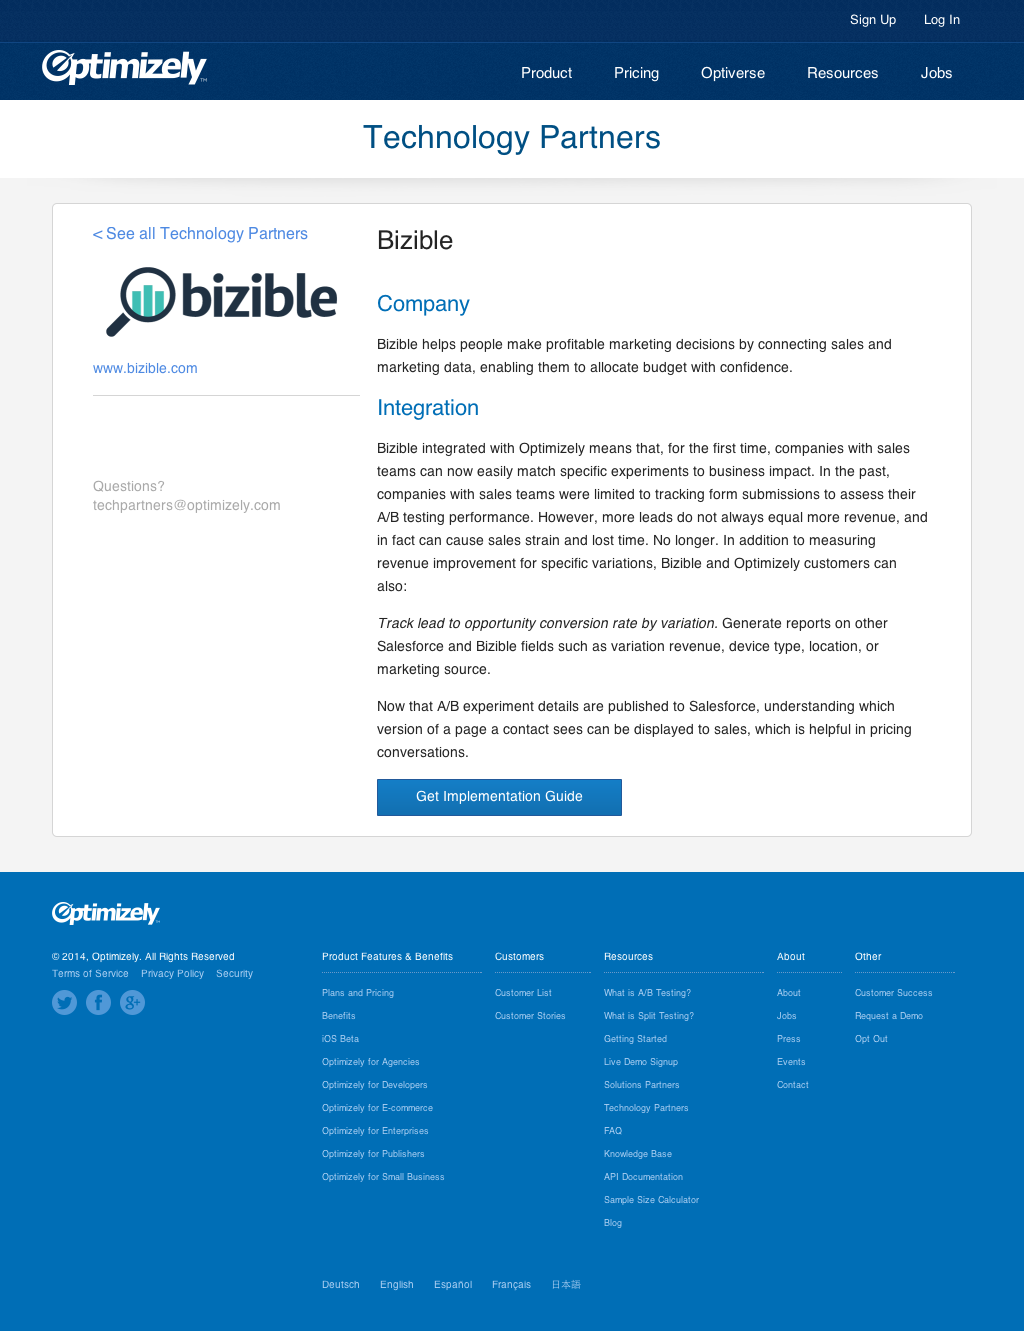 Sign Up Log In
Optimizely™
Product Pricing Optiverse Resources Jobs
Technology Partners
< See all Technology Partners
bizible
www.bizible.com
Questions?
techpartners@optimizely.com
Bizible
Company
Bizible helps people make profitable marketing decisions by connecting sales and
marketing data, enabling them to allocate budget with confidence.
Integration
Bizible integrated with Optimizely means that, for the first time, companies with sales
teams can now easily match specific experiments to business impact. In the past,
companies with sales teams were limited to tracking form submissions to assess their
A/B testing performance. However, more leads do not always equal more revenue, and
in fact can cause sales strain and lost time. No longer. In addition to measuring
revenue improvement for specific variations, Bizible and Optimizely customers can
also:
Track lead to opportunity conversion rate by variation. Generate reports on other
Salesforce and Bizible fields such as variation revenue, device type, location, or
marketing source.
Now that A/B experiment details are published to Salesforce, understanding which
version of a page a contact sees can be displayed to sales, which is helpful in pricing
conversations.
Get Implementation Guide
Optimizely
© 2014, Optimizely. All Rights Reserved
Terms of Service Privacy Policy Security
Product Features & Benefits
Plans and Pricing
Benefits
iOS Beta
Optimizely for Agencies
Optimizely for Developers
Optimizely for E-commerce
Optimizely for Enterprises
Optimizely for Publishers
Optimizely for Small Business
Customers
Customer List
Customer Stories
Resources
What is A/B Testing?
What is Split Testing?
Getting Started
Live Demo Signup
Solutions Partners
Technology Partners
FAQ
Knowledge Base
API Documentation
Sample Size Calculator
Blog
About
About
Jobs
Press
Events
Contact
Other
Customer Success
Request a Demo
Opt Out
Deutsch English Español Français 日本語